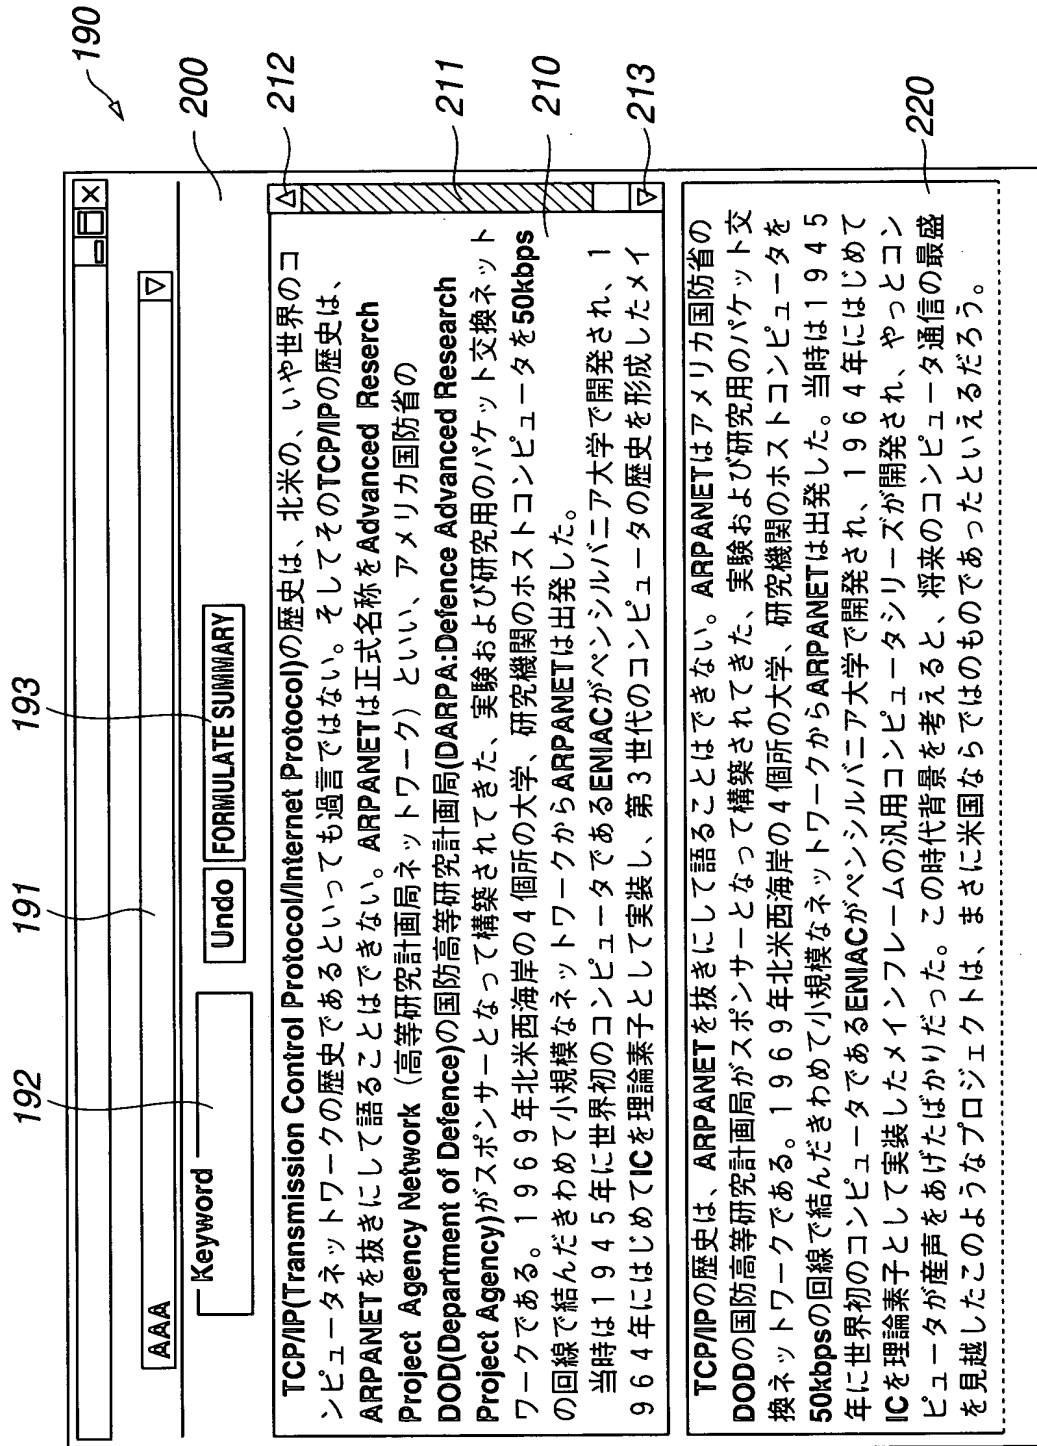 190
192
191
193
AAA
Keyword
Undo
FORMULATE SUMMARY
200
212
TCP/IP(Transmission Control Protocol/Internet Protocol)の歴史は、北米の、いや世界のコ
ンピュータネットワークの歴史であるといっても過言ではない。そしてそのTCP/IPの歴史は、
ARPANETを抜きにして語ることはできない。ARPANETは正式名称をAdvanced Reserch
Project Agency Network（高等研究計画局ネットワーク）といい、アメリカ国防省の
DOD(Department of Defence)の国防高等研究計画局(DARPA:Defence Advanced Research
Project Agency)がスポンサーとなって構築されてきた、実験および研究用のパケット交換ネット
ワークである。１９６９年北米西海岸の４個所の大学、研究機関のホストコンピュータを50kbps
の回線で結んだきわめて小規模なネットワークからARPANETは出発した。
当時は１９４５年に世界初のコンピュータであるENIACがペンシルバニア大学で開発され、１
９６４年にはじめてICを理論素子として実装し、第３世代のコンピュータの歴史を形成したメイ
211
210
213
TCP/IPの歴史は、ARPANETを抜きにして語ることはできない。ARPANETはアメリカ国防省の
DODの国防高等研究計画局がスポンサーとなって構築されてきた、実験および研究用のパケット交
換ネットワークである。１９６９年北米西海岸の４個所の大学、研究機関のホストコンピュータを
50kbpsの回線で結んだきわめて小規模なネットワークからARPANETは出発した。当時は１９４５
年に世界初のコンピュータであるENIACがペンシルバニア大学で開発され、１９６４年にはじめて
ICを理論素子として実装したメインフレームの汎用コンピュータシリーズが開発され、やっとコン
ピュータが産声をあげたばかりだった。この時代背景を考えると、将来のコンピュータ通信の最盛
を見越したこのようなプロジェクトは、まさに米国ならではのものであったといえるだろう。
220